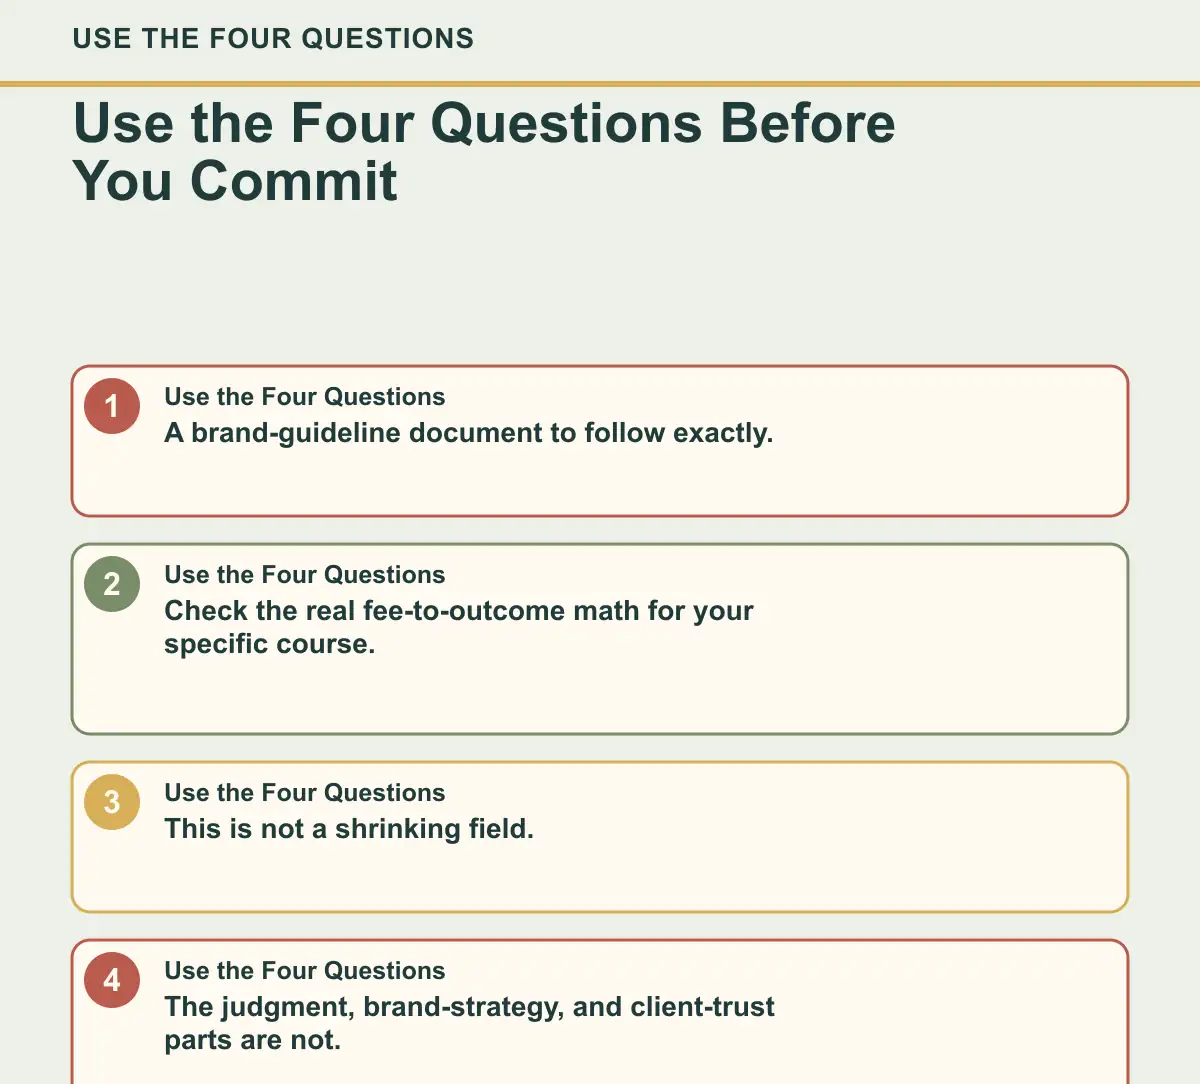 USE THE FOUR QUESTIONS
Use the Four Questions Before
You Commit
1
Use the Four Questions
A brand-guideline document to follow exactly.
2
Use the Four Questions
Check the real fee-to-outcome math for your
specific course.
3
Use the Four Questions
This is not a shrinking field.
4
Use the Four Questions
The judgment, brand-strategy, and client-trust
parts are not.